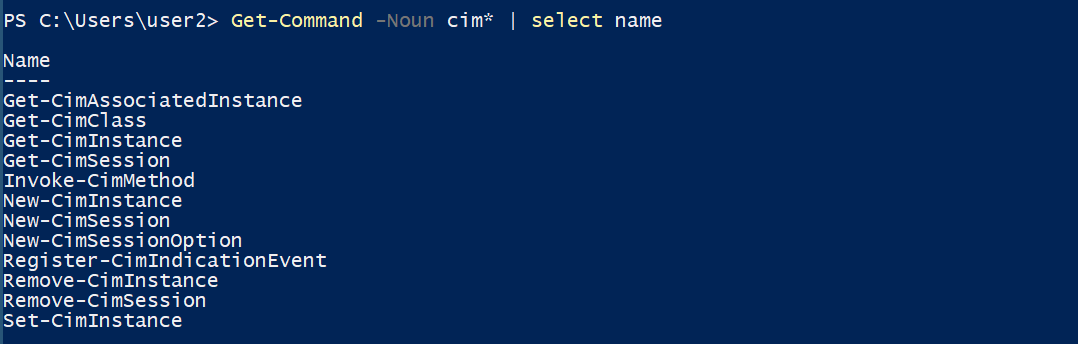 PS C:\Users\user2> Get-Command -Noun cim* | select name
Name
----
Get-CimAssociatedInstance
Get-CimClass
Get-CimInstance
Get-CimSession
Invoke-CimMethod
New-CimInstance
New-CimSession
New-CimSessionOption
Register-CimIndicationEvent
Remove-CimInstance
Remove-CimSession
Set-CimInstance